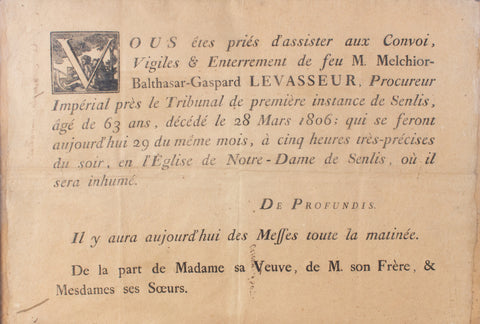 VOUS êtes priés d'assister aux Convoi,
Vigiles & Enterrement de feu M. Melchior-
Balthasar-Gaspard LEVASSEUR, Procureur
Impérial près le Tribunal de première instance de Senlis,
âgé de 63 ans, décédé le 28 Mars 1806; qui se feront
aujourd'hui 29 du même mois, à cinq heures très-précises
du soir, en l'Église de Notre-Dame de Senlis, où il
sera inhumé.
DE PROFUNDIS.
Il y aura aujourd'hui des Meſſes toute la matinée.
De la part de Madame sa Veuve, de M. son Frère, &
Mesdames ses Sœurs.